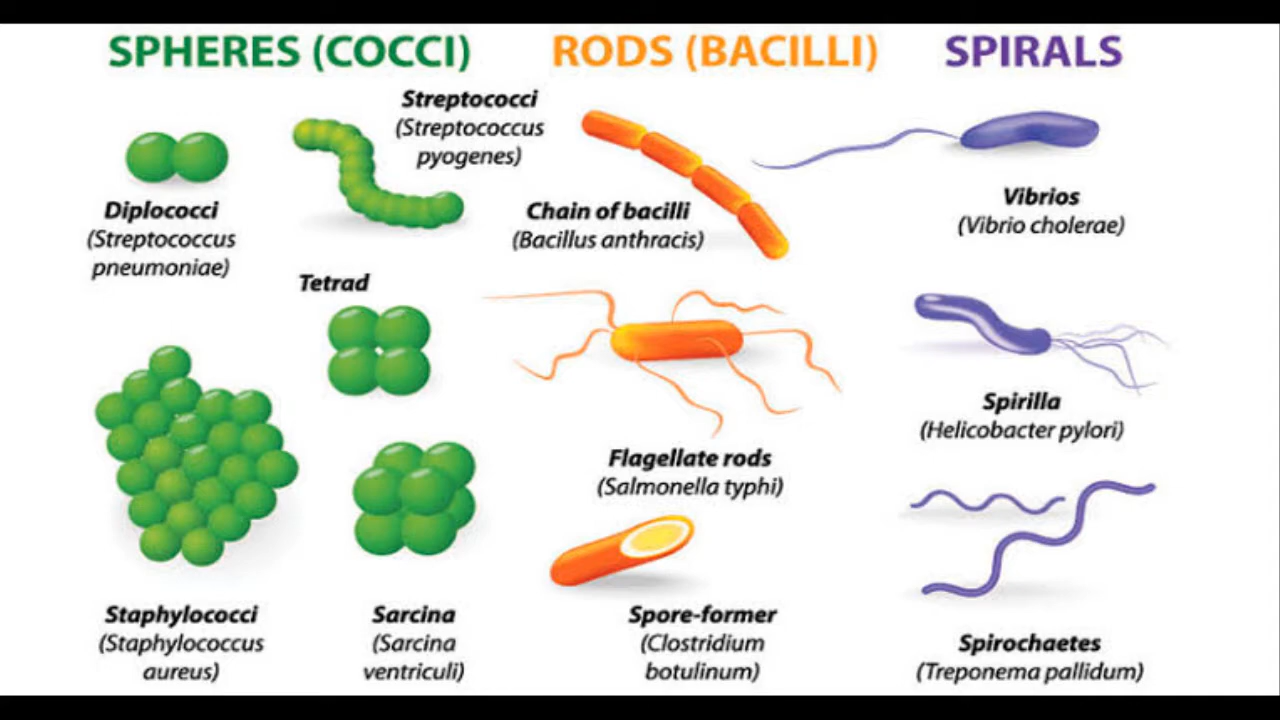 SPHERES (COCCI)
RODS (BACILLI)
SPIRALS
Diplococci
(Streptococcus
pneumoniae)
Streptococci
(Streptococcus
pyogenes)
Tetrad
Staphylococci
(Staphylococcus
aureus)
Sarcina
(Sarcina
ventriculi)
Chain of bacilli
(Bacillus anthracis)
Flagellate rods
(Salmonella typhi)
Spore-former
(Clostridium
botulinum)
Vibrios
(Vibrio cholerae)
Spirilla
(Helicobacter pylori)
Spirochaetes
(Treponema pallidum)